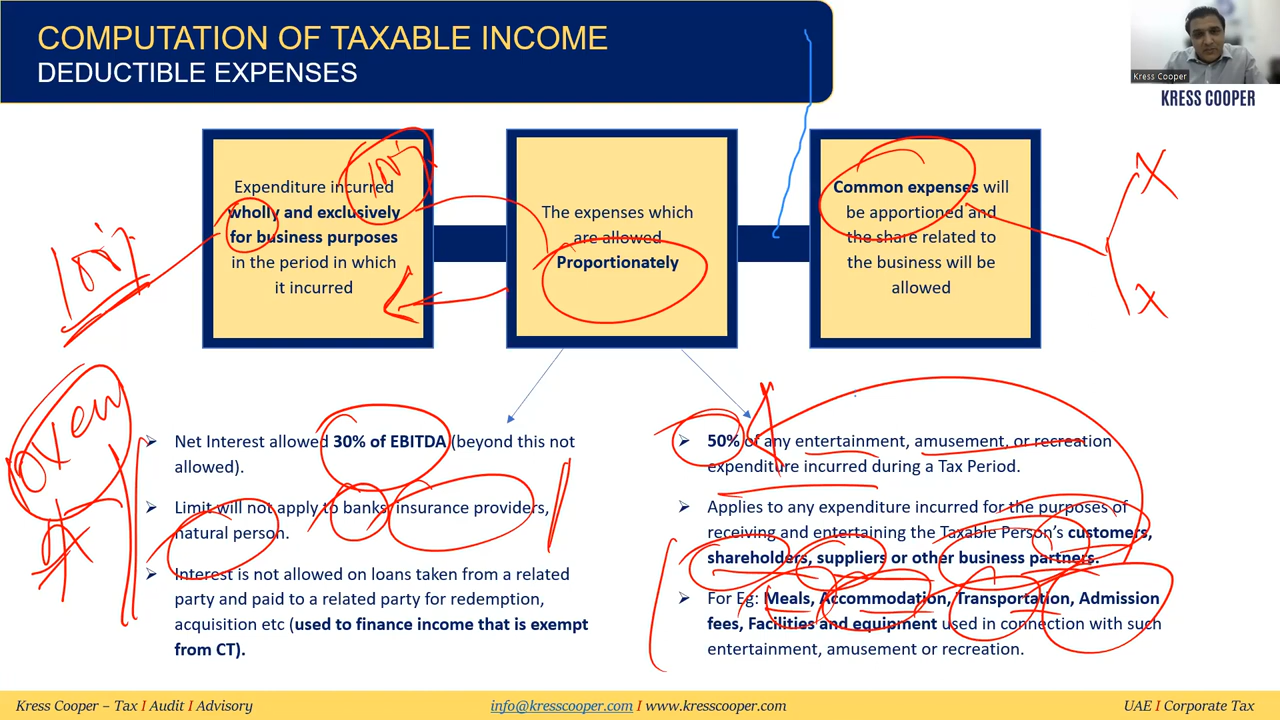 COMPUTATION OF TAXABLE INCOME
DEDUCTIBLE EXPENSES
Kress Cooper
KRESS COOPER
Expenditure incurred
wholly and exclusively
for business purposes
in the period in which
it incurred
100%
100%
The expenses which
are allowed
Proportionately
Common expenses will
be apportioned and
the share related to
the business will be
allowed
X
X
Net Interest allowed 30% of EBITDA (beyond this not
allowed).
Limit will not apply to banks, insurance providers,
natural person.
Interest is not allowed on loans taken from a related
party and paid to a related party for redemption,
acquisition etc (used to finance income that is exempt
from CT).
50% of any entertainment, amusement, or recreation
expenditure incurred during a Tax Period.
Applies to any expenditure incurred for the purposes of
receiving and entertaining the Taxable Person’s customers,
shareholders, suppliers or other business partners.
For Eg: Meals, Accommodation, Transportation, Admission
fees, Facilities and equipment used in connection with such
entertainment, amusement or recreation.
Kress Cooper – Tax I Audit I Advisory
info@kresscooper.com I www.kresscooper.com
UAE I Corporate Tax